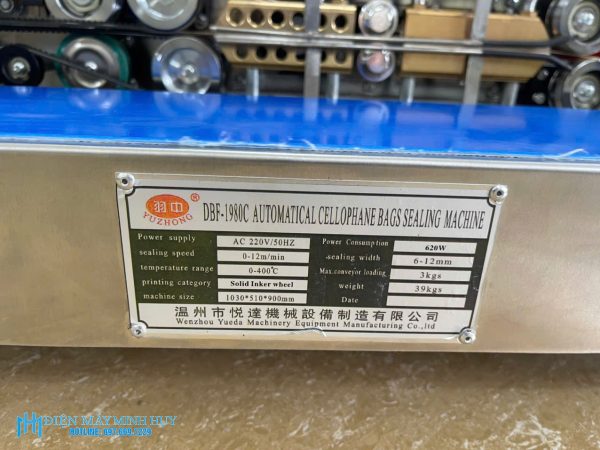 羽中
YUZHONG
®
DBF-1980C AUTOMATICAL CELLOPHANE BAGS SEALING MACHINE
Power supply AC 220V/50HZ Power Consumption 620W
sealing speed 0-12m/min sealing width 6-12mm
temperature range 0-400℃ Max.conveyor loading 3kgs
printing category Solid Inker wheel weight 39kgs
machine size 1030*510*900mm Date
温州市悦達機械設備制造有限公司
Wenzhou Yueda Machinery Equipment Manufacturing Co.,ltd
ĐIỆN MÁY MINH HUY